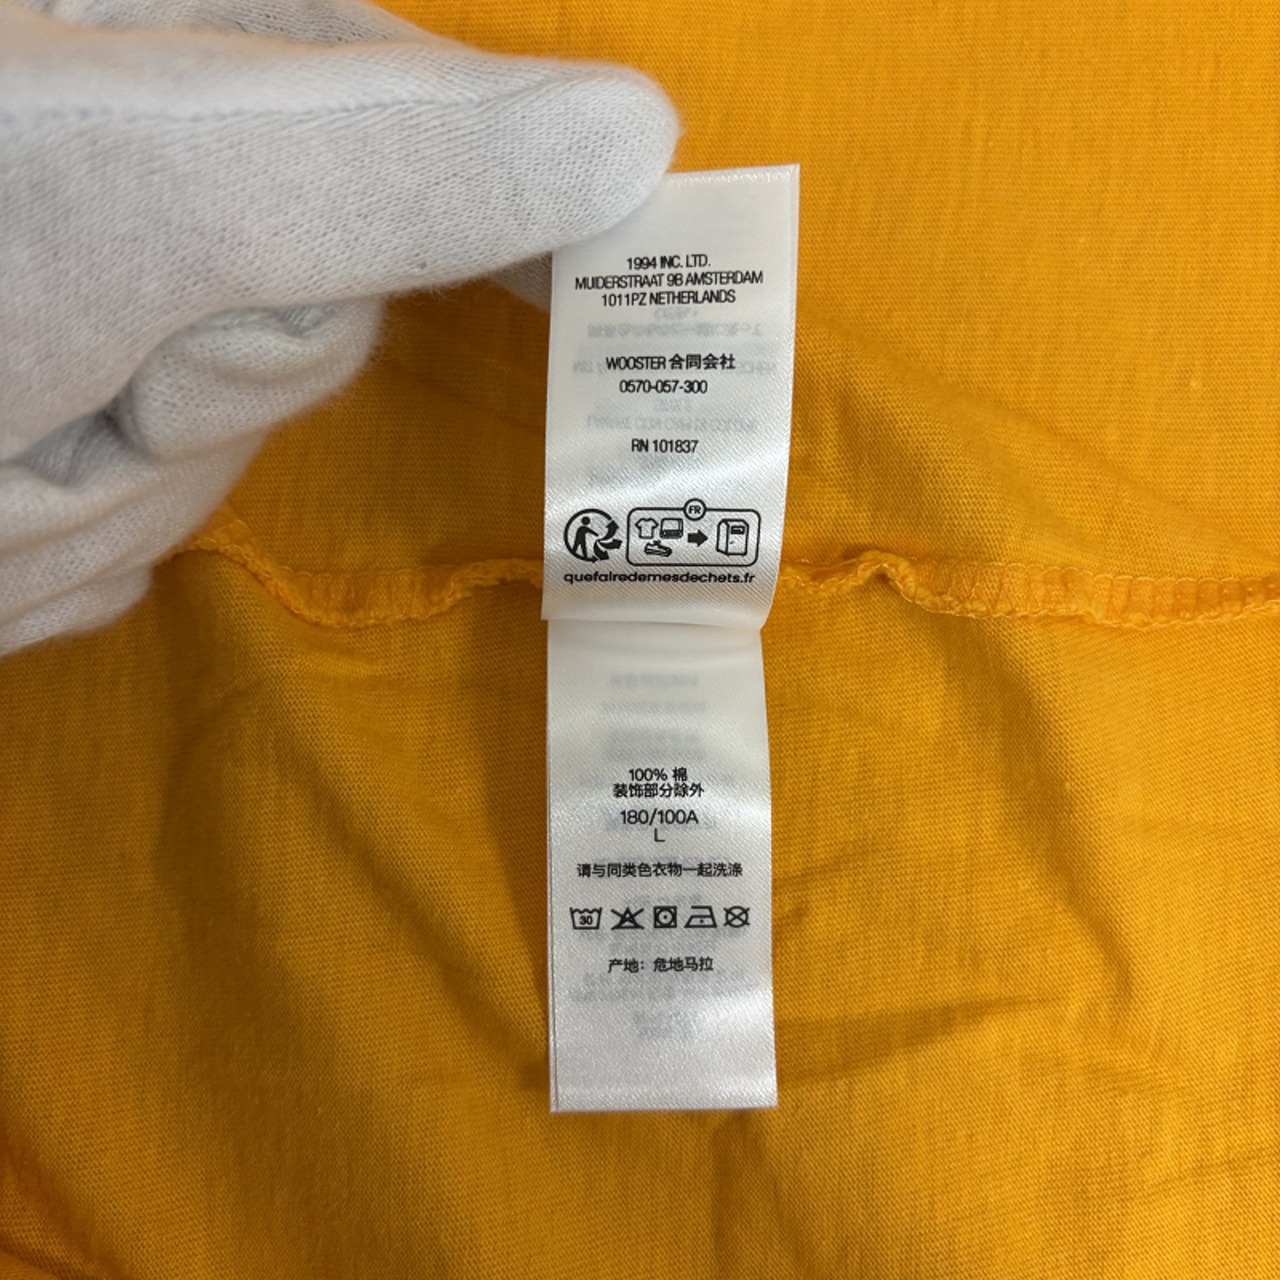 1994 INC. LTD.
MUIDERSTRAAT 9B AMSTERDAM
1011PZ NETHERLANDS
WOOSTER 合同会社
0570-057-300
RN 101837
FR
quefairedemesdechets.fr
100% 棉
装饰部分除外
180/100A
L
请与同类色衣物一起洗涤
30
产地：危地马拉